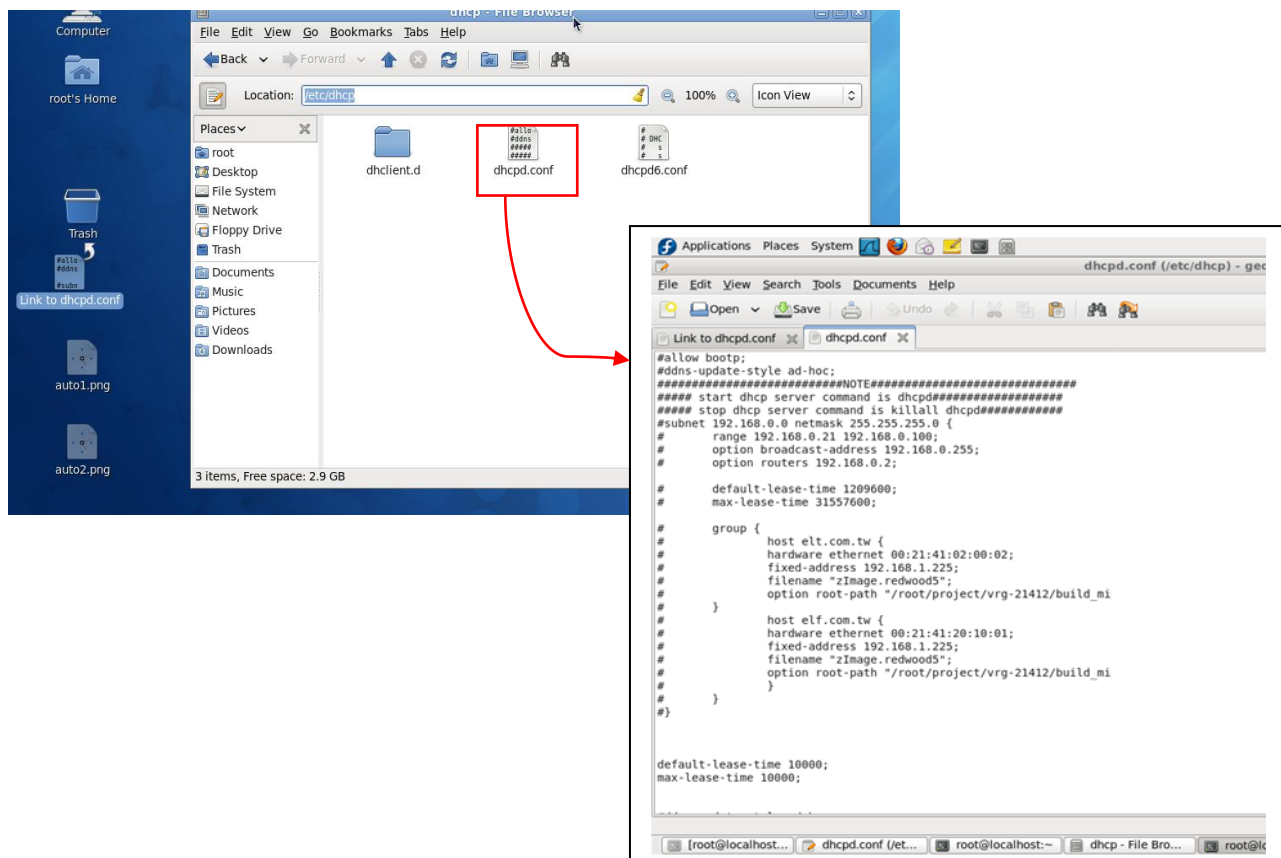 Computer
root's Home
Trash
#allo
#ddns
#subn
Link to dhcpd.conf
auto1.png
auto2.png
dhcp - File Browser
File Edit View Go Bookmarks Tabs Help
Back Forward
Location: /etc/dhcp 100% Icon View
Places
root
Desktop
File System
Network
Floppy Drive
Trash
Documents
Music
Pictures
Videos
Downloads
#allo
#ddns
#####
#####
dhclient.d dhcpd.conf dhcpd6.conf
#
# DHC
# s
# s
3 items, Free space: 2.9 GB
Applications Places System
dhcpd.conf (/etc/dhcp) - ged
File Edit View Search Tools Documents Help
Open Save Undo
Link to dhcpd.conf dhcpd.conf
#allow bootp;
#ddns-update-style ad-hoc;
############################NOTE##############################
##### start dhcp server command is dhcpd###################
##### stop dhcp server command is killall dhcpd############
#subnet 192.168.0.0 netmask 255.255.255.0 {
# range 192.168.0.21 192.168.0.100;
# option broadcast-address 192.168.0.255;
# option routers 192.168.0.2;
# default-lease-time 1209600;
# max-lease-time 31557600;
# group {
# host elt.com.tw {
# hardware ethernet 00:21:41:02:00:02;
# fixed-address 192.168.1.225;
# filename "zImage.redwood5";
# option root-path "/root/project/vrg-21412/build_mi
# }
# host elf.com.tw {
# hardware ethernet 00:21:41:20:10:01;
# fixed-address 192.168.1.225;
# filename "zImage.redwood5";
# option root-path "/root/project/vrg-21412/build_mi
# }
# }
#}
default-lease-time 10000;
max-lease-time 10000;
[root@localhost... dhcpd.conf (/et... root@localhost:~ dhcp - File Bro... root@lo